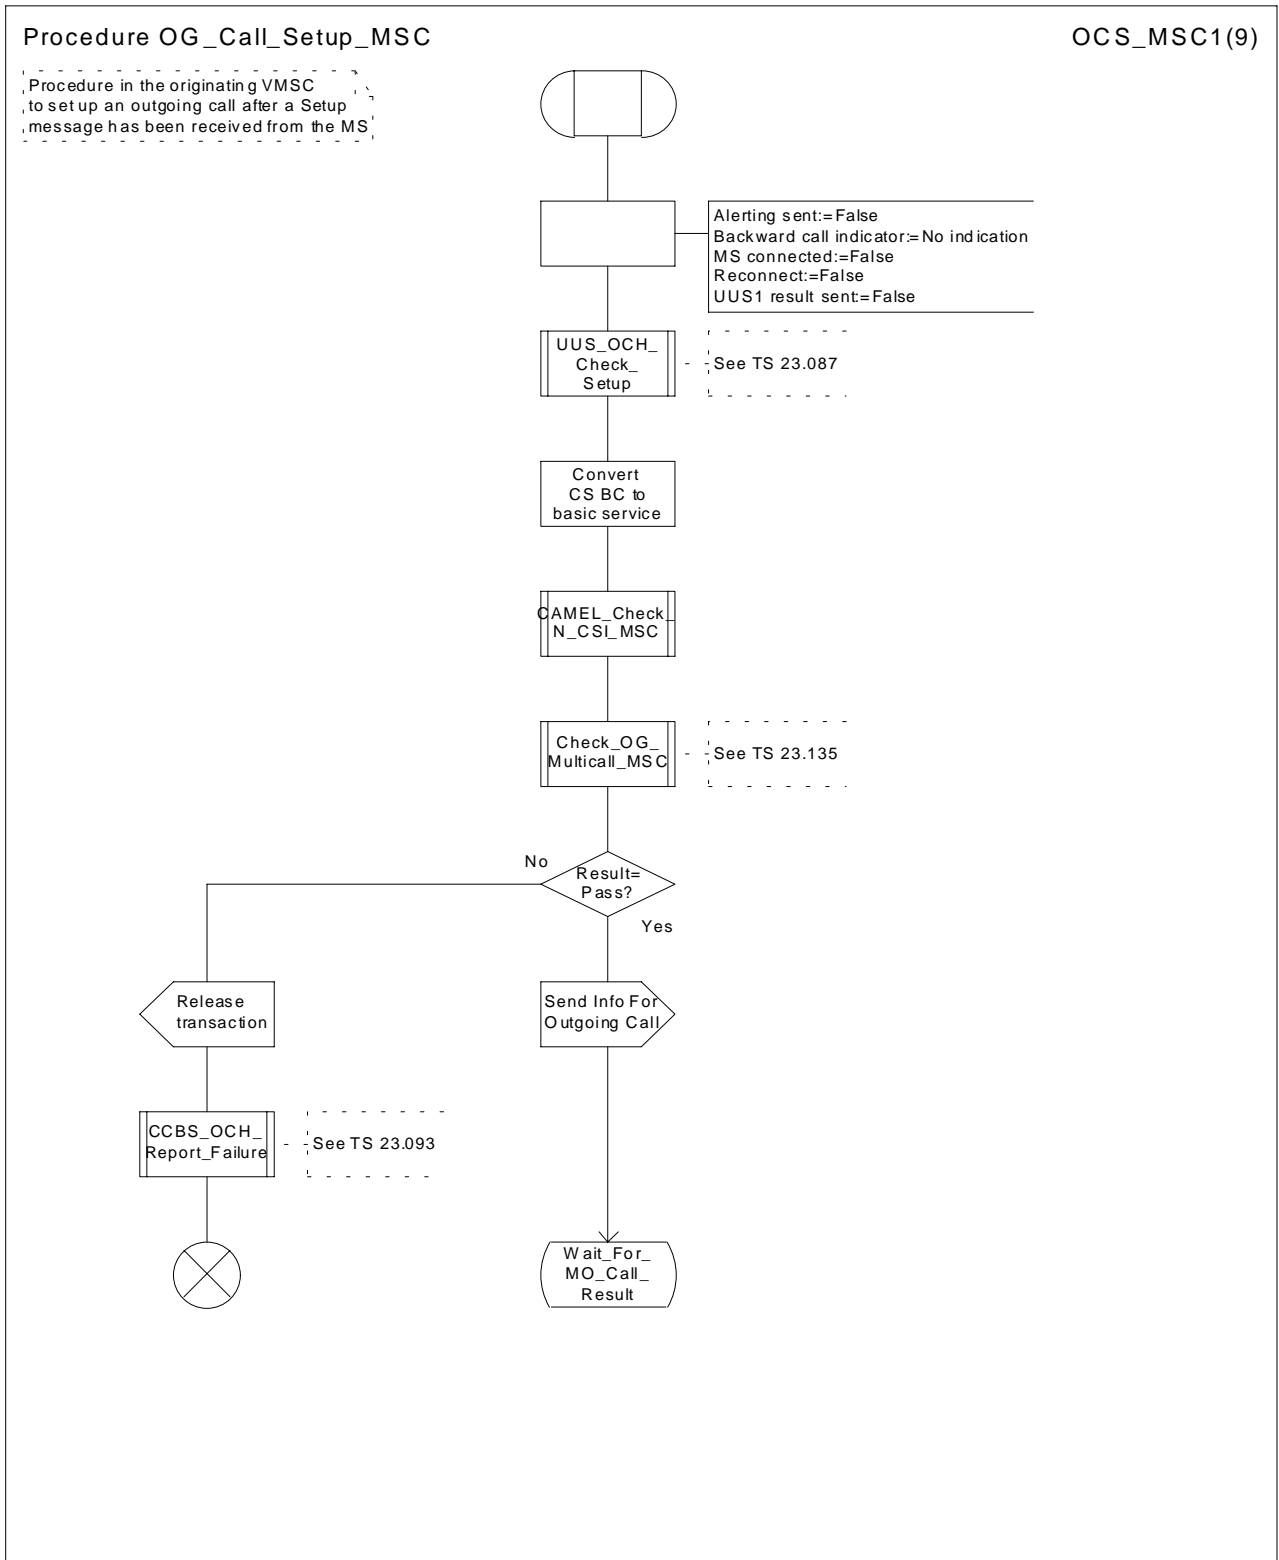 Procedure OG_Call_Setup_MSC
OCS_MSC1(9)
Procedure in the originating VMSC
to set up an outgoing call after a Setup
message has been received from the MS
Alerting sent:=False
Backward call indicator:=No indication
MS connected:=False
Reconnect:=False
UUS1 result sent:=False
UUS_OCH_
Check_
Setup
See TS 23.087
Convert
CS BC to
basic service
CAMEL_Check_
N_CSI_MSC
Check_OG_
Multicall_MSC
See TS 23.135
No
Result=
Pass?
Yes
Release
transaction
Send Info For
Outgoing Call
CCBS_OCH_
Report_Failure
See TS 23.093
Wait_For_
MO_Call_
Result